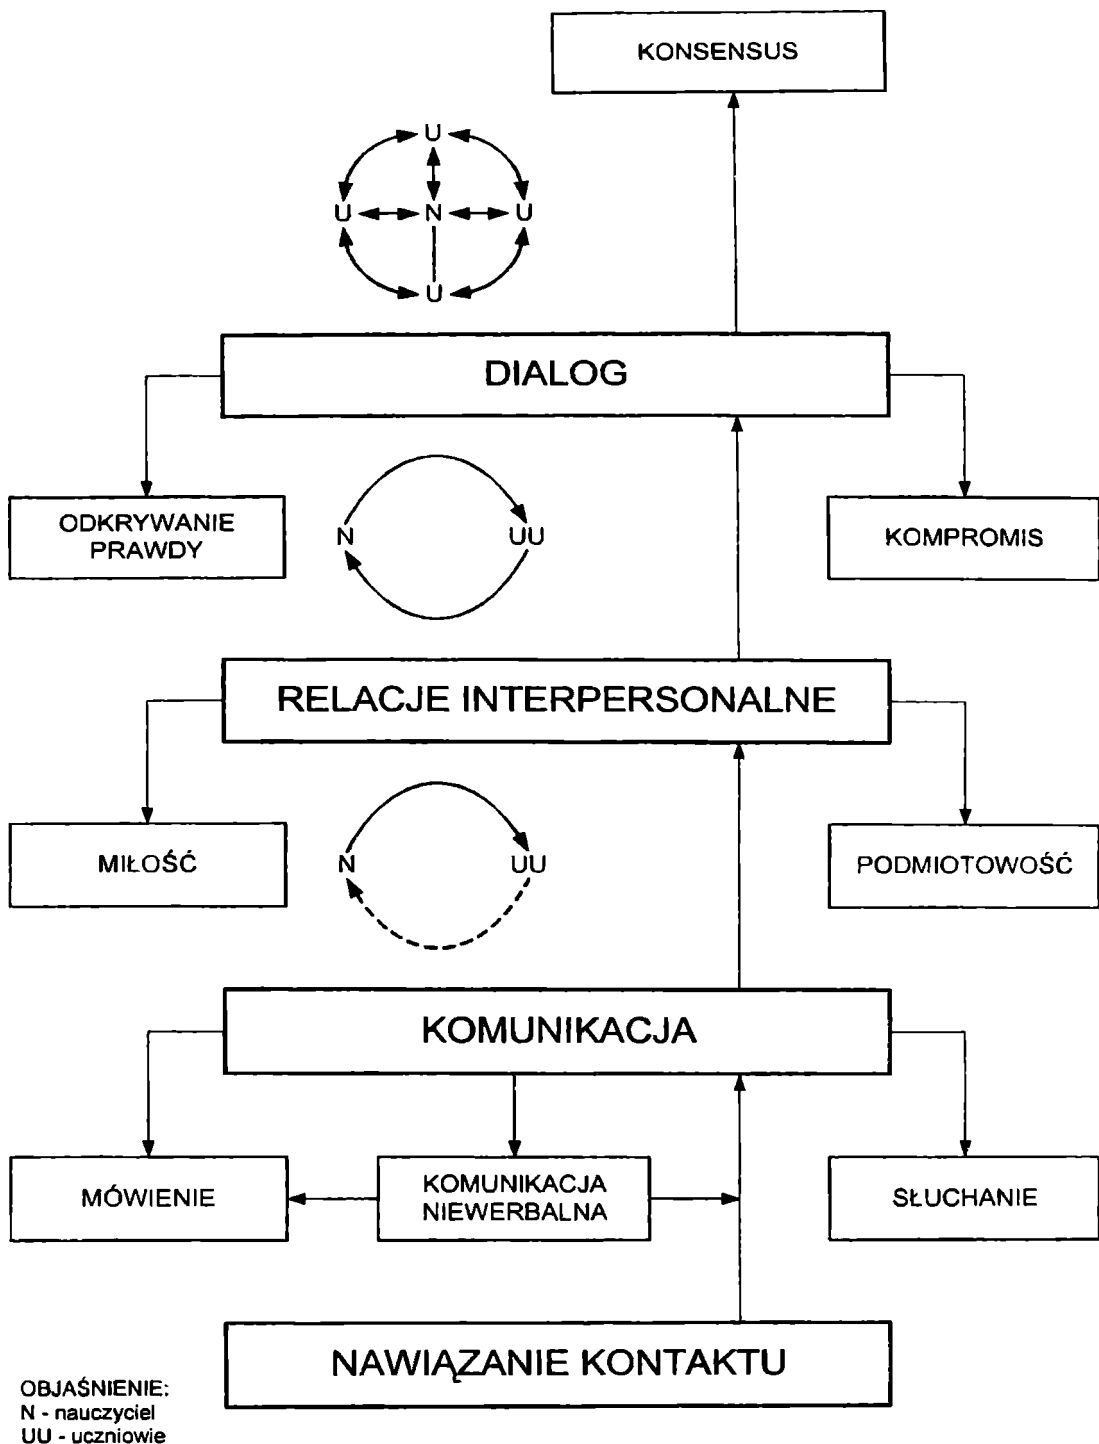 KONSENSUS
U
U N U
U
DIALOG
ODKRYWANIE
PRAWDY
N UU
KOMPROMIS
RELACJE INTERPERSONALNE
MIŁOŚĆ
N UU
PODMIOTOWOŚĆ
KOMUNIKACJA
MÓWIENIE
KOMUNIKACJA
NIEWERBALNA
SŁUCHANIE
NAWIĄZANIE KONTAKTU
OBJAŚNIENIE:
N - nauczyciel
UU - uczniowie